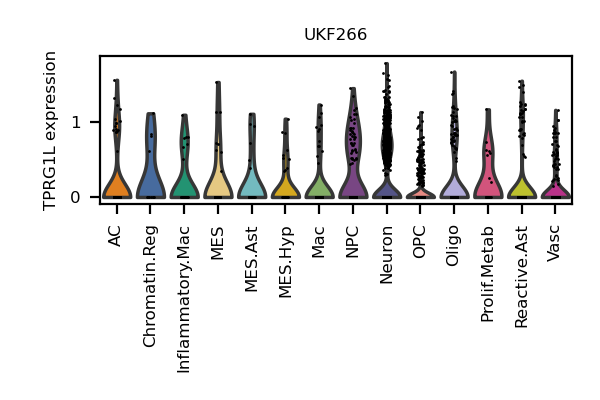 UKF266
TPRG1L expression
1
0
AC
Chromatin.Reg
Inflammatory.Mac
MES
MES.Ast
MES.Hyp
Mac
NPC
Neuron
OPC
Oligo
Prolif.Metab
Reactive.Ast
Vasc